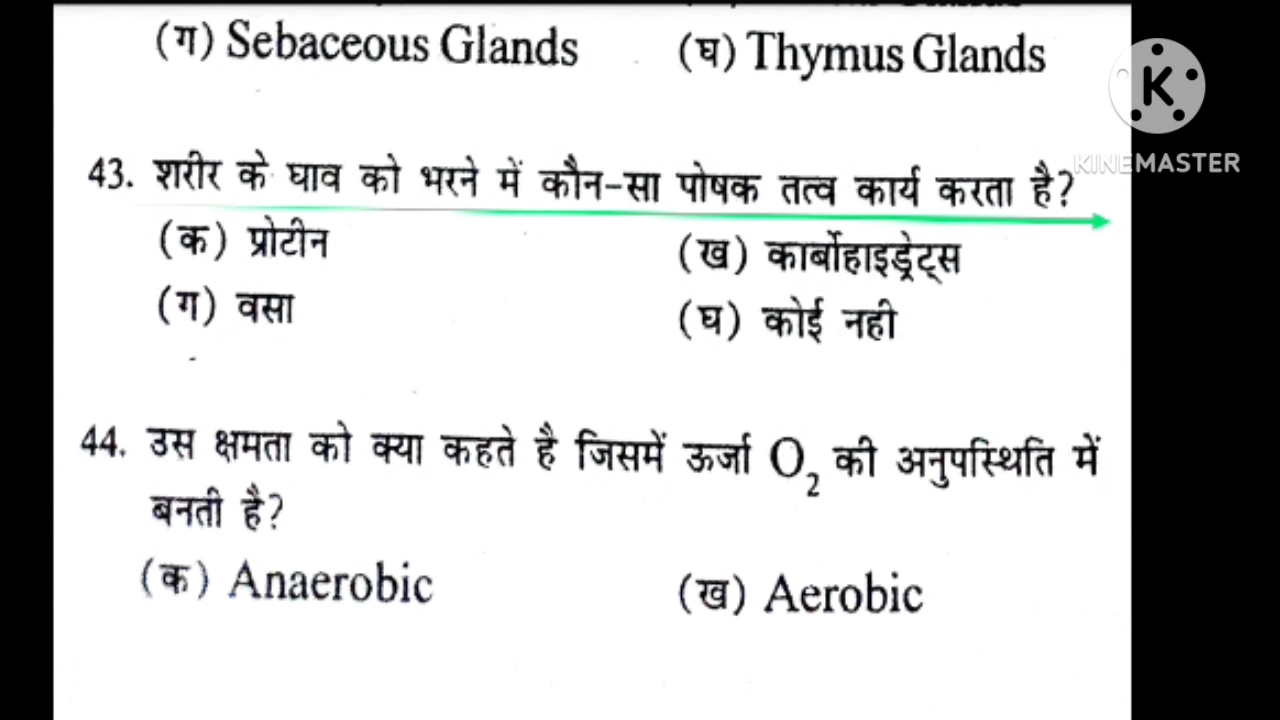 (ग) Sebaceous Glands (घ) Thymus Glands
K
KINEMASTER
43. शरीर के घाव को भरने में कौन-सा पोषक तत्व कार्य करता है?
(क) प्रोटीन (ख) कार्बोहाइड्रेट्स
(ग) वसा (घ) कोई नही
44. उस क्षमता को क्या कहते है जिसमें ऊर्जा O₂ की अनुपस्थिति में
बनती है?
(क) Anaerobic (ख) Aerobic